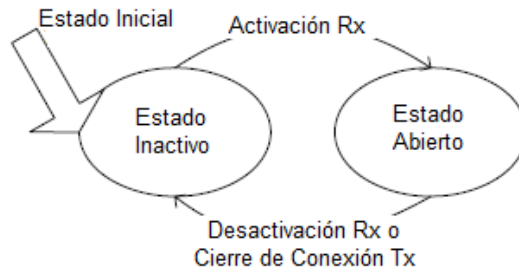 Estado Inicial
Activación Rx
Estado
Inactivo
Estado
Abierto
Desactivación Rx o
Cierre de Conexión Tx